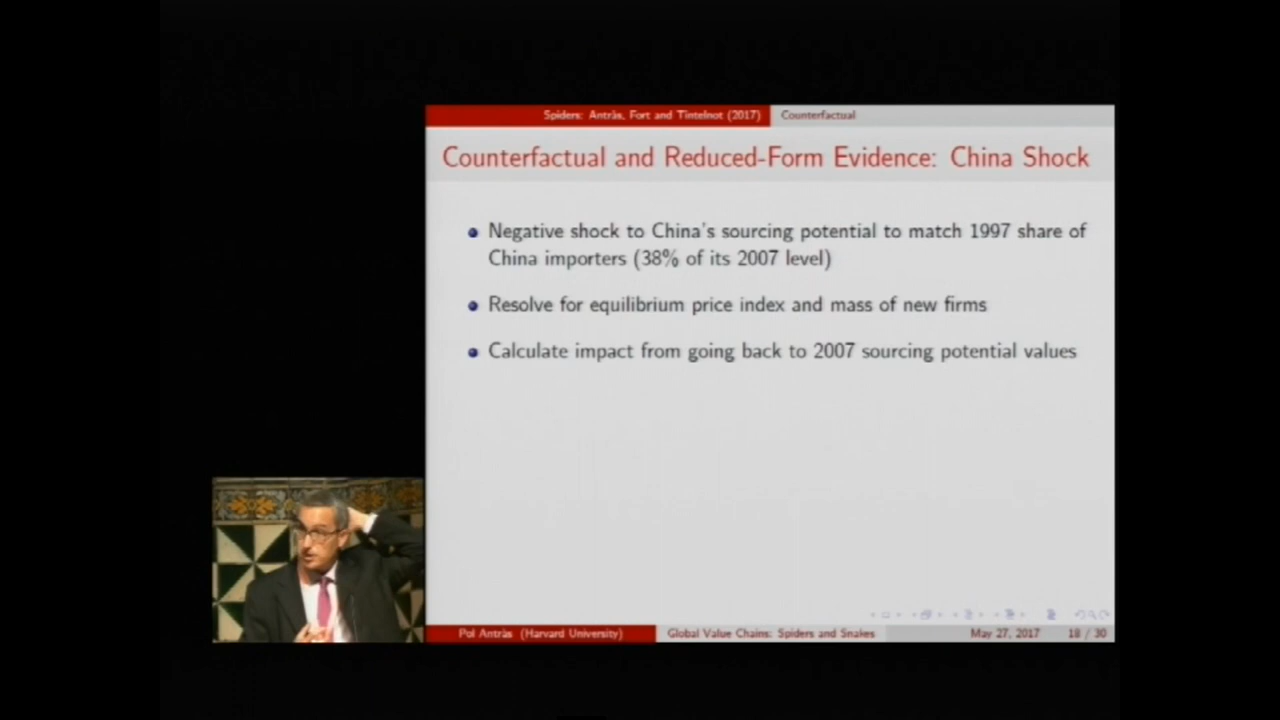 Spiders: Antràs, Fort and Tintelnot (2017) Counterfactual
Counterfactual and Reduced-Form Evidence: China Shock
Negative shock to China's sourcing potential to match 1997 share of
China importers (38% of its 2007 level)
Resolve for equilibrium price index and mass of new firms
Calculate impact from going back to 2007 sourcing potential values
Pol Antràs (Harvard University) Global Value Chains: Spiders and Snakes May 27, 2017 18 / 30